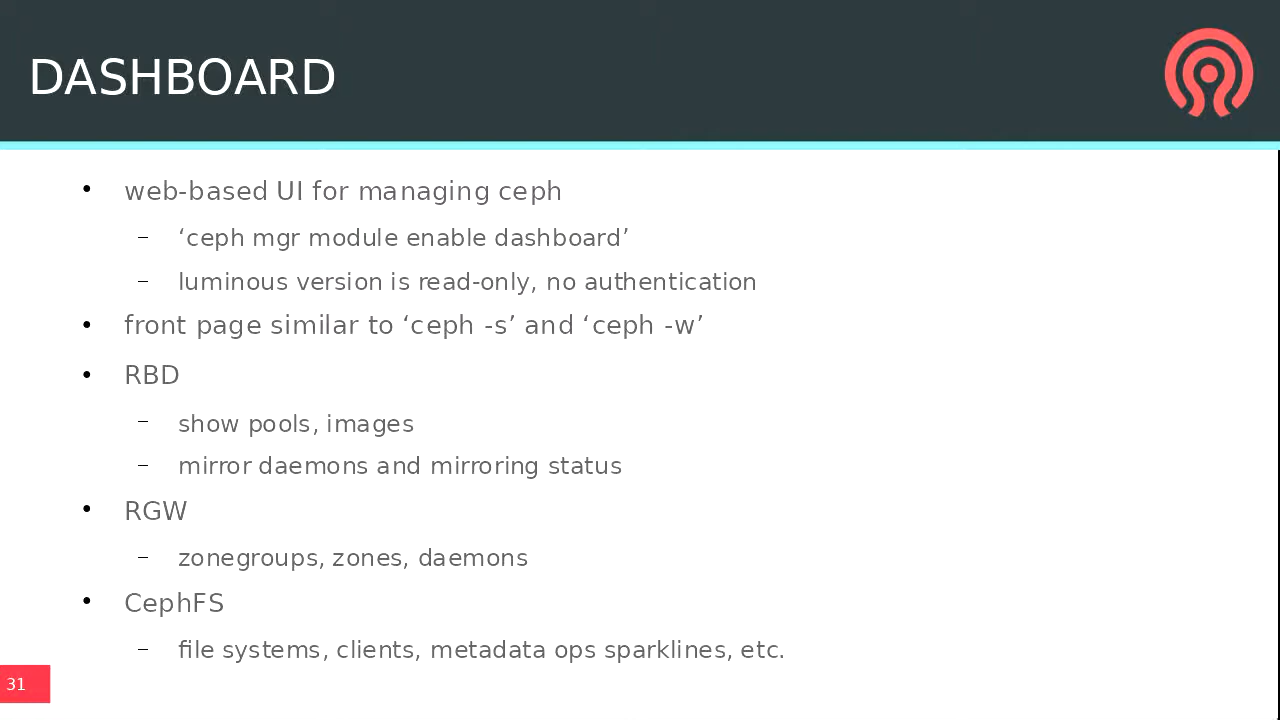 DASHBOARD
• web-based UI for managing ceph
– ‘ceph mgr module enable dashboard’
– luminous version is read-only, no authentication
• front page similar to ‘ceph -s’ and ‘ceph -w’
• RBD
– show pools, images
– mirror daemons and mirroring status
• RGW
– zonegroups, zones, daemons
• CephFS
– file systems, clients, metadata ops sparklines, etc.
31